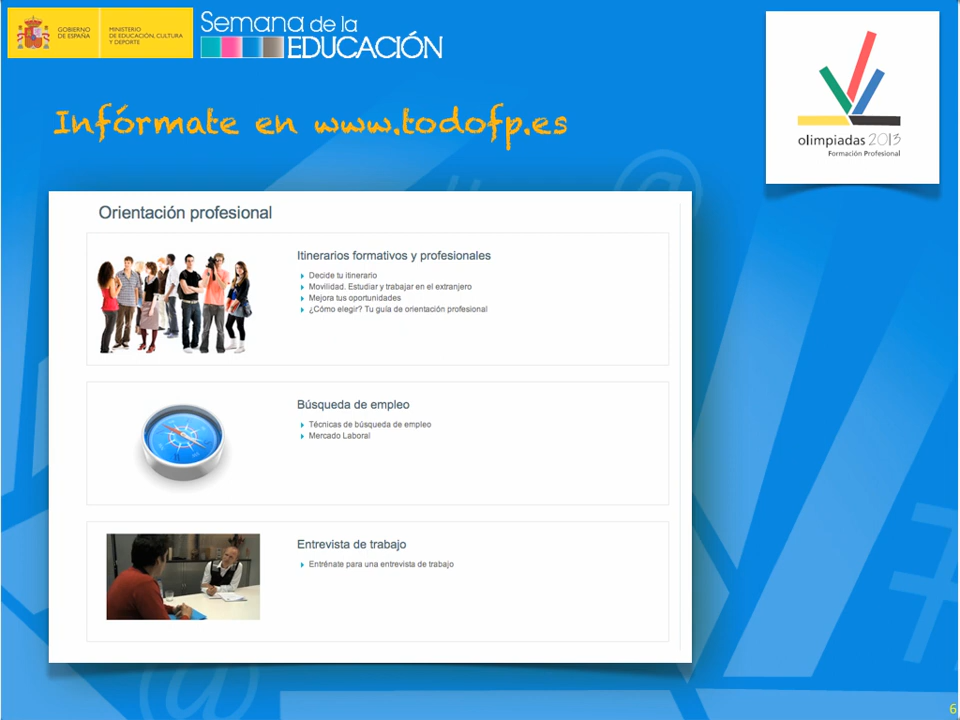 GOBIERNO
DE ESPAÑA
MINISTERIO
DE EDUCACIÓN, CULTURA
Y DEPORTE
Semana de la
EDUCACIÓN
olimpiadas 2013
Formación Profesional
Infórmate en www.todofp.es
Orientación profesional
Itinerarios formativos y profesionales
Decide tu itinerario
Movilidad. Estudiar y trabajar en el extranjero
Mejora tus oportunidades
¿Cómo elegir? Tu guía de orientación profesional
Búsqueda de empleo
Técnicas de búsqueda de empleo
Mercado Laboral
Entrevista de trabajo
Entrénate para una entrevista de trabajo
6